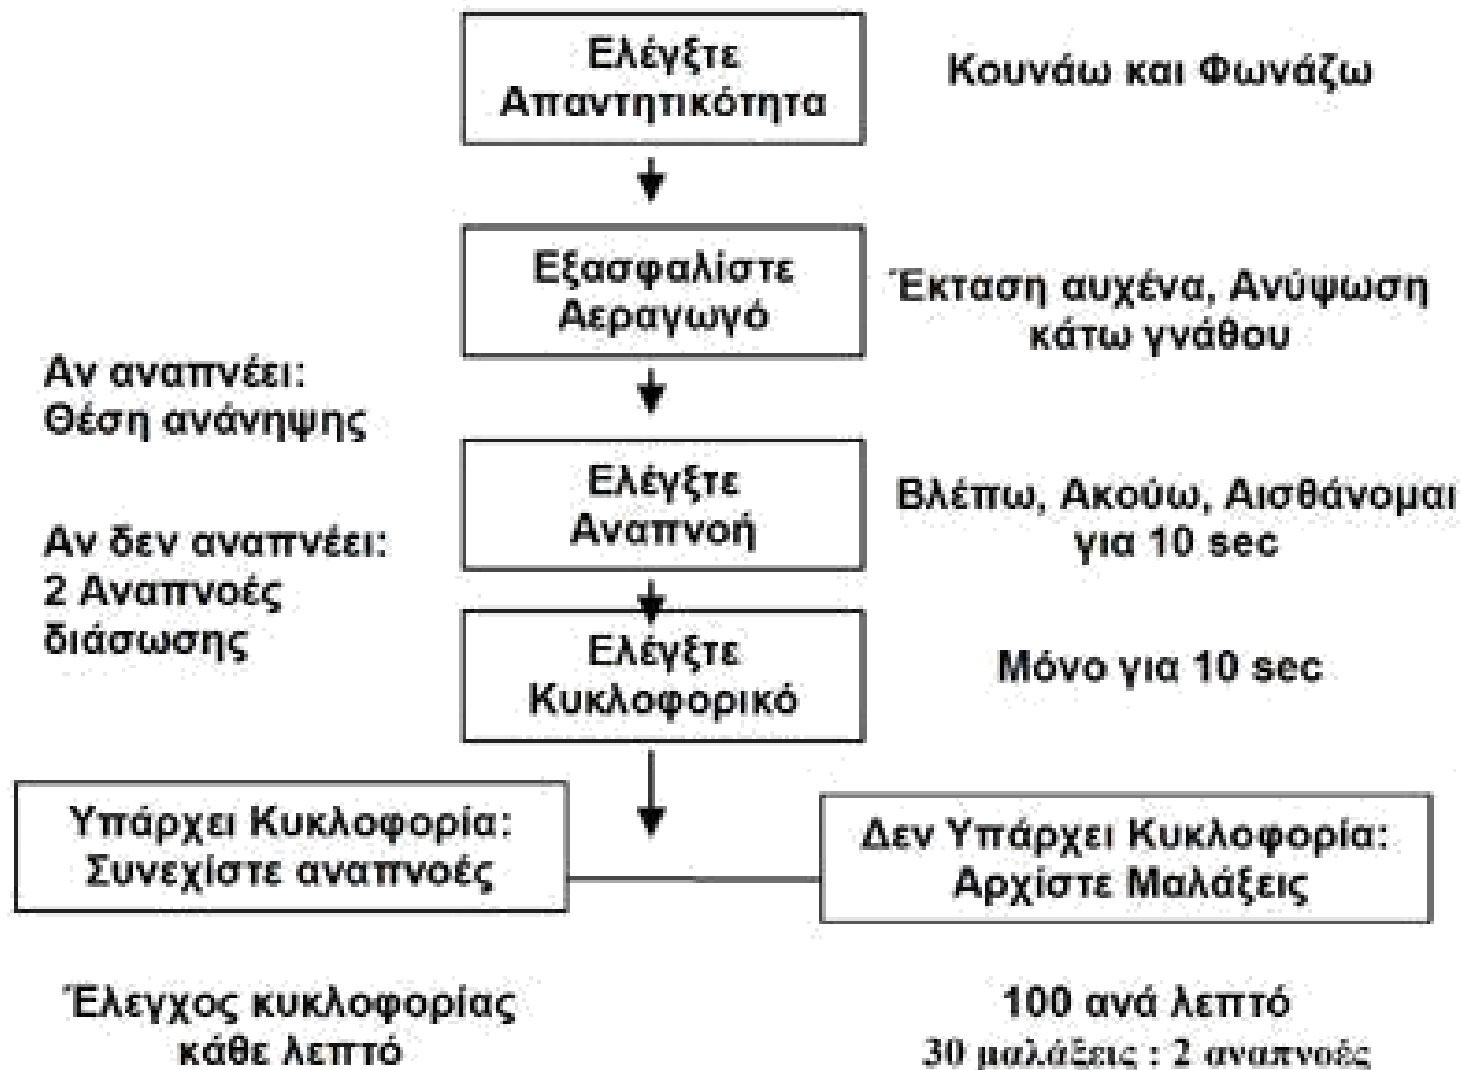 Ελέγξτε
Απαντητικότητα
Κουνάω και Φωνάζω
Εξασφαλίστε
Αεραγωγό
Έκταση αυχένα, Ανύψωση
κάτω γνάθου
Αν αναπνέει:
Θέση ανάνηψης
Ελέγξτε
Αναπνοή
Βλέπω, Ακούω, Αισθάνομαι
για 10 sec
Αν δεν αναπνέει:
2 Αναπνοές
διάσωσης
Ελέγξτε
Κυκλοφορικό
Μόνο για 10 sec
Υπάρχει Κυκλοφορία:
Συνεχίστε αναπνοές
Δεν Υπάρχει Κυκλοφορία:
Αρχίστε Μαλάξεις
Έλεγχος κυκλοφορίας
κάθε λεπτό
100 ανά λεπτό
30 μαλάξεις : 2 αναπνοές